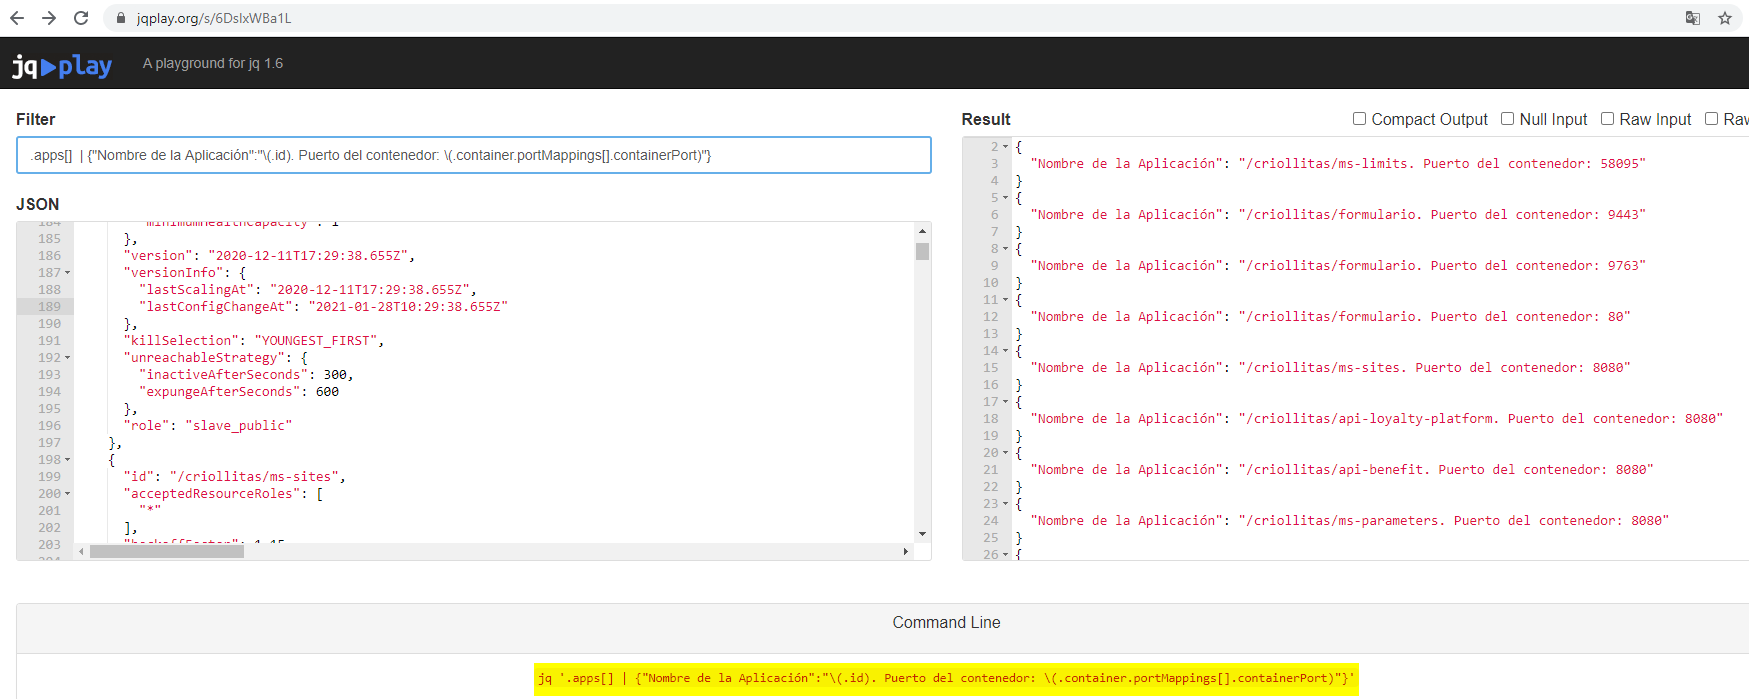 jqplay.org/s/6DsIxWBa1L
jq play
A playground for jq 1.6
Filter
.apps[] | {"Nombre de la Aplicación":"\(.id). Puerto del contenedor: \(.container.portMappings[].containerPort)"}
JSON
184 "minimumHealthCapacity": 1
185 },
186 "version": "2020-12-11T17:29:38.655Z",
187 "versionInfo": {
188 "lastScalingAt": "2020-12-11T17:29:38.655Z",
189 "lastConfigChangeAt": "2021-01-28T10:29:38.655Z"
190 },
191 "killSelection": "YOUNGEST_FIRST",
192 "unreachableStrategy": {
193 "inactiveAfterSeconds": 300,
194 "expungeAfterSeconds": 600
195 },
196 "role": "slave_public"
197 },
198 {
199 "id": "/criollitas/ms-sites",
200 "acceptedResourceRoles": [
201 "*"
202 ],
203 "backoffFactor": 1.15,
Result
Compact Output Null Input Raw Input Raw
2 {
3 "Nombre de la Aplicación": "/criollitas/ms-limits. Puerto del contenedor: 58095"
4 }
5 {
6 "Nombre de la Aplicación": "/criollitas/formulario. Puerto del contenedor: 9443"
7 }
8 {
9 "Nombre de la Aplicación": "/criollitas/formulario. Puerto del contenedor: 9763"
10 }
11 {
12 "Nombre de la Aplicación": "/criollitas/formulario. Puerto del contenedor: 80"
13 }
14 {
15 "Nombre de la Aplicación": "/criollitas/ms-sites. Puerto del contenedor: 8080"
16 }
17 {
18 "Nombre de la Aplicación": "/criollitas/api-loyalty-platform. Puerto del contenedor: 8080"
19 }
20 {
21 "Nombre de la Aplicación": "/criollitas/api-benefit. Puerto del contenedor: 8080"
22 }
23 {
24 "Nombre de la Aplicación": "/criollitas/ms-parameters. Puerto del contenedor: 8080"
25 }
26 {
Command Line
jq '.apps[] | {"Nombre de la Aplicación":"\(.id). Puerto del contenedor: \(.container.portMappings[].containerPort)"}'